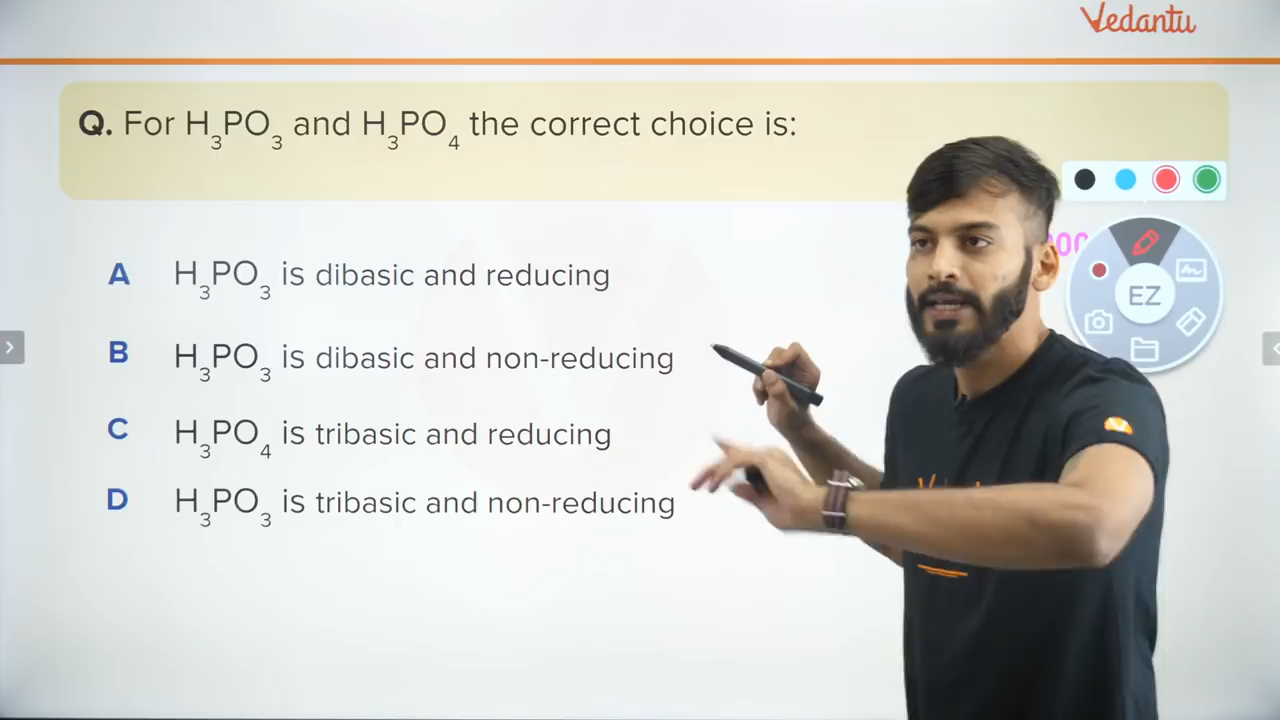 Vedantu
Q. For H₃PO₃ and H₃PO₄ the correct choice is:
A H₃PO₃ is dibasic and reducing
B H₃PO₃ is dibasic and non-reducing
C H₃PO₄ is tribasic and reducing
D H₃PO₃ is tribasic and non-reducing
EZ